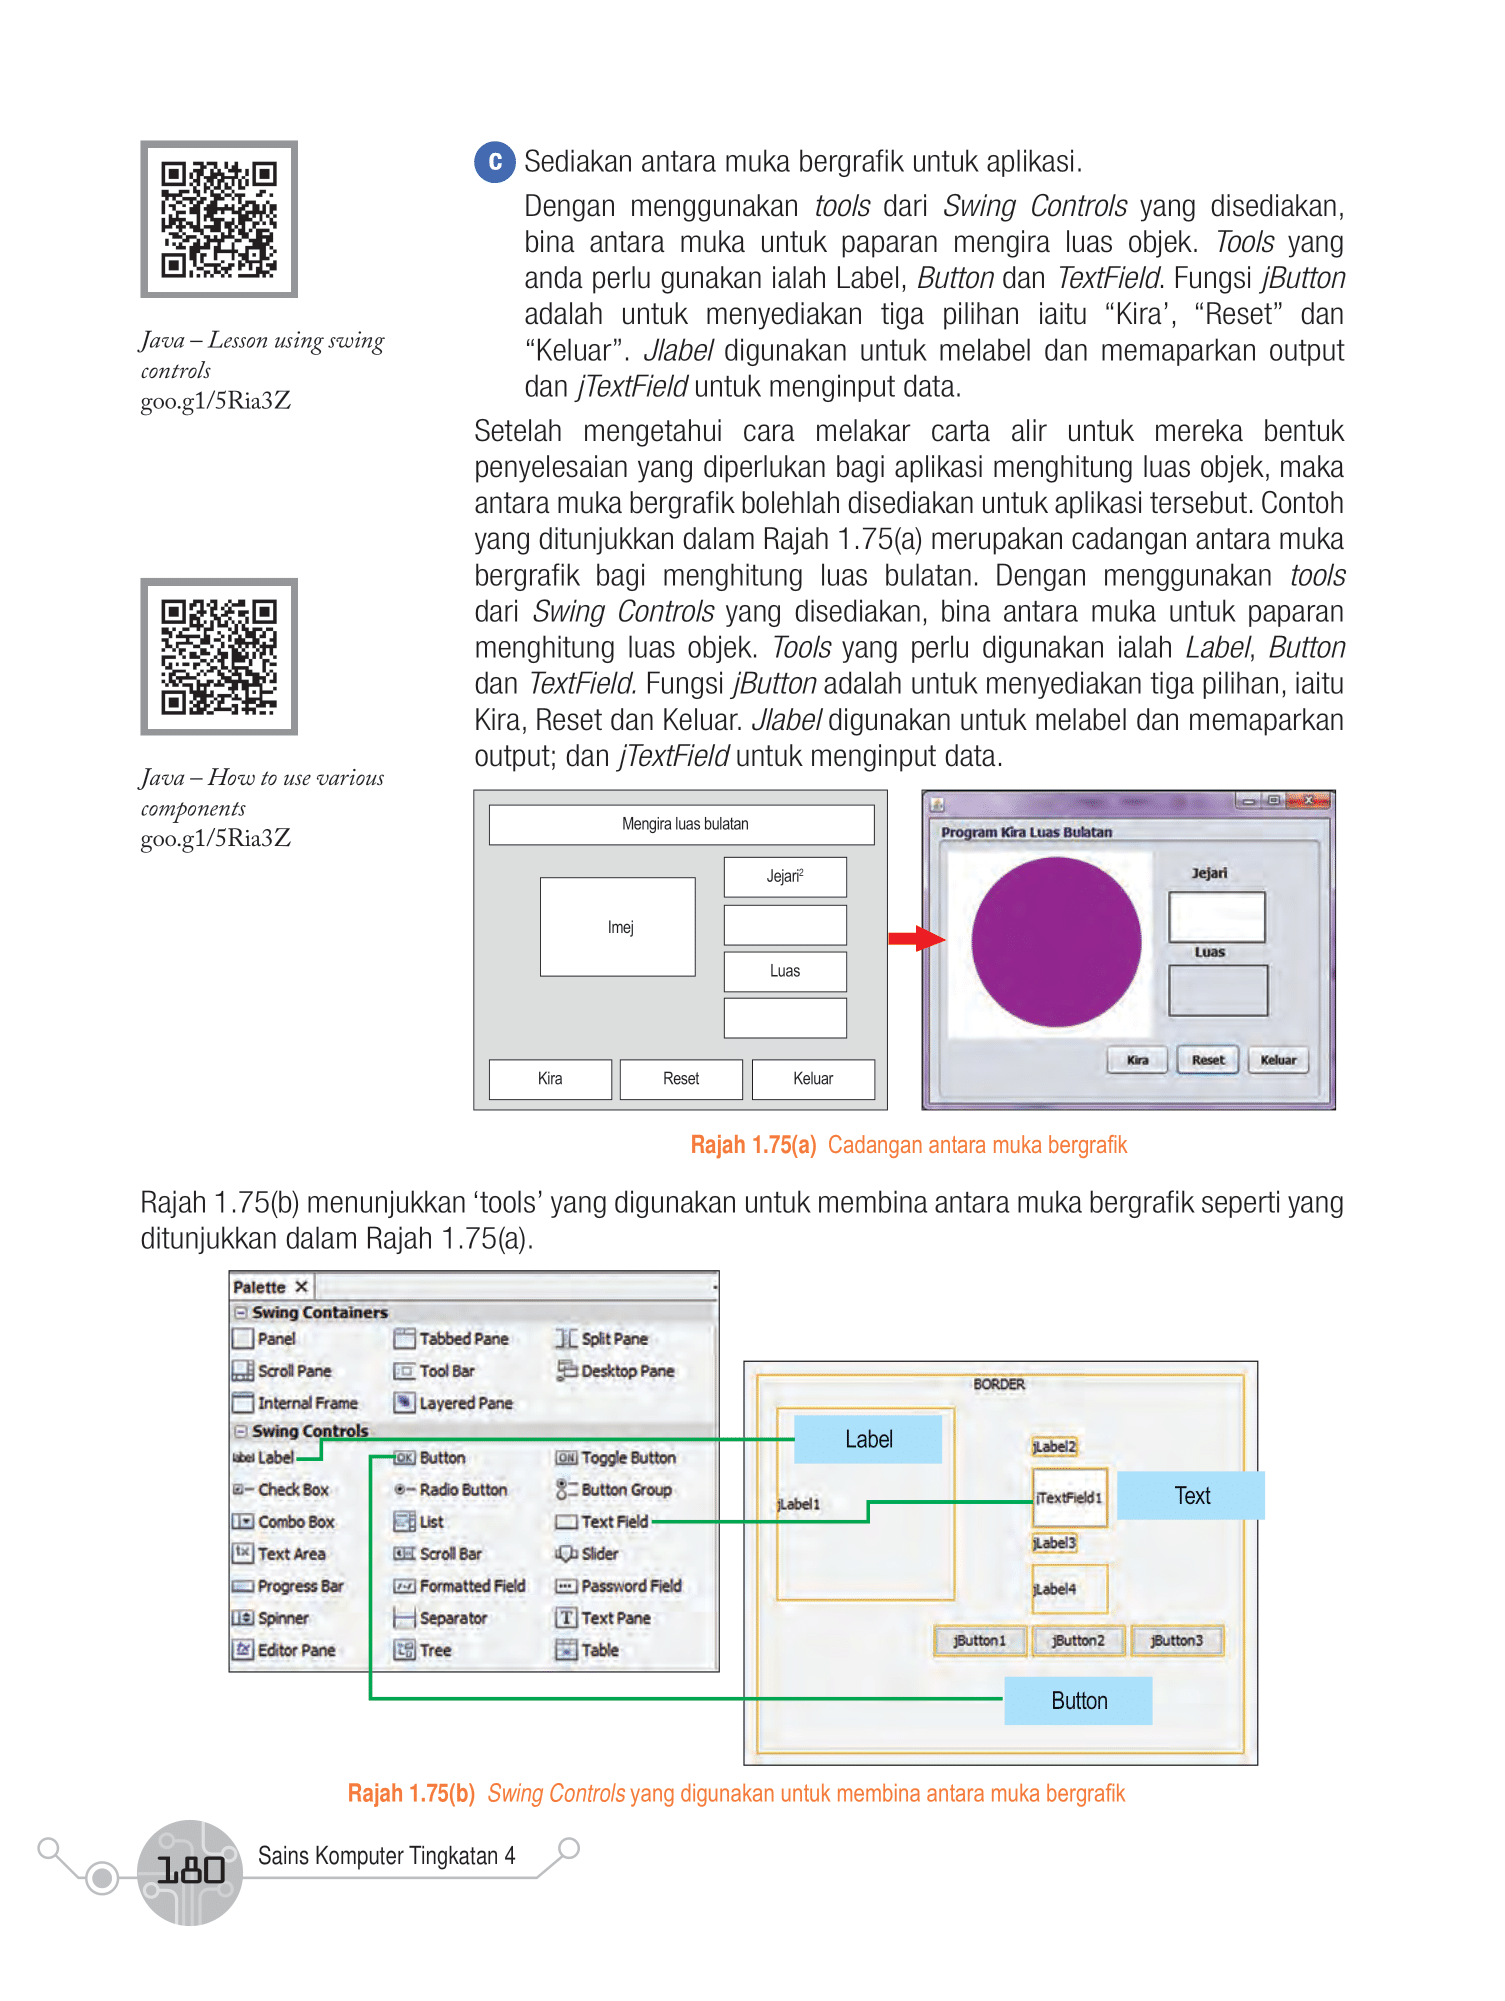 C Sediakan antara muka bergrafik untuk aplikasi.
Dengan menggunakan tools dari Swing Controls yang disediakan,
bina antara muka untuk paparan mengira luas objek. Tools yang
anda perlu gunakan ialah Label, Button dan TextField. Fungsi jButton
adalah untuk menyediakan tiga pilihan iaitu “Kira’, “Reset” dan
“Keluar”. Jlabel digunakan untuk melabel dan memaparkan output
dan jTextField untuk menginput data.
Java – Lesson using swing
controls
goo.g1/5Ria3Z
Setelah mengetahui cara melakar carta alir untuk mereka bentuk
penyelesaian yang diperlukan bagi aplikasi menghitung luas objek, maka
antara muka bergrafik bolehlah disediakan untuk aplikasi tersebut. Contoh
yang ditunjukkan dalam Rajah 1.75(a) merupakan cadangan antara muka
bergrafik bagi menghitung luas bulatan. Dengan menggunakan tools
dari Swing Controls yang disediakan, bina antara muka untuk paparan
menghitung luas objek. Tools yang perlu digunakan ialah Label, Button
dan TextField. Fungsi jButton adalah untuk menyediakan tiga pilihan, iaitu
Kira, Reset dan Keluar. Jlabel digunakan untuk melabel dan memaparkan
output; dan jTextField untuk menginput data.
Java – How to use various
components
goo.g1/5Ria3Z
Mengira luas bulatan
Imej
Jejari²
Luas
Kira Reset Keluar
Program Kira Luas Bulatan
Jejari
Luas
Kira Reset Keluar
Rajah 1.75(a) Cadangan antara muka bergrafik
Rajah 1.75(b) menunjukkan ‘tools’ yang digunakan untuk membina antara muka bergrafik seperti yang
ditunjukkan dalam Rajah 1.75(a).
Palette
Swing Containers
Panel Tabbed Pane Split Pane
Scroll Pane Tool Bar Desktop Pane
Internal Frame Layered Pane
Swing Controls
label Label OK Button ON Toggle Button
Check Box Radio Button Button Group
Combo Box List Text Field
Text Area Scroll Bar Slider
Progress Bar Formatted Field Password Field
Spinner Separator T Text Pane
Editor Pane Tree Table
BORDER
Label
jLabel1
jLabel2
jTextField1
Text
jLabel3
jLabel4
jButton1 jButton2 jButton3
Button
Rajah 1.75(b) Swing Controls yang digunakan untuk membina antara muka bergrafik
180 Sains Komputer Tingkatan 4